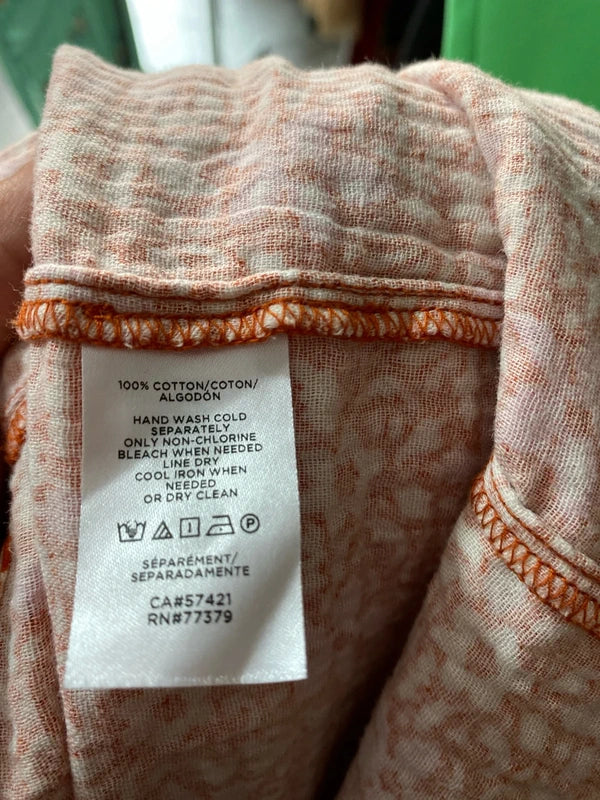 100% COTTON/COTON/
ALGODÓN
HAND WASH COLD
SEPARATELY
ONLY NON-CHLORINE
BLEACH WHEN NEEDED
LINE DRY
COOL IRON WHEN
NEEDED
OR DRY CLEAN
P
SÉPARÉMENT/
SEPARADAMENTE
CA#57421
RN#77379